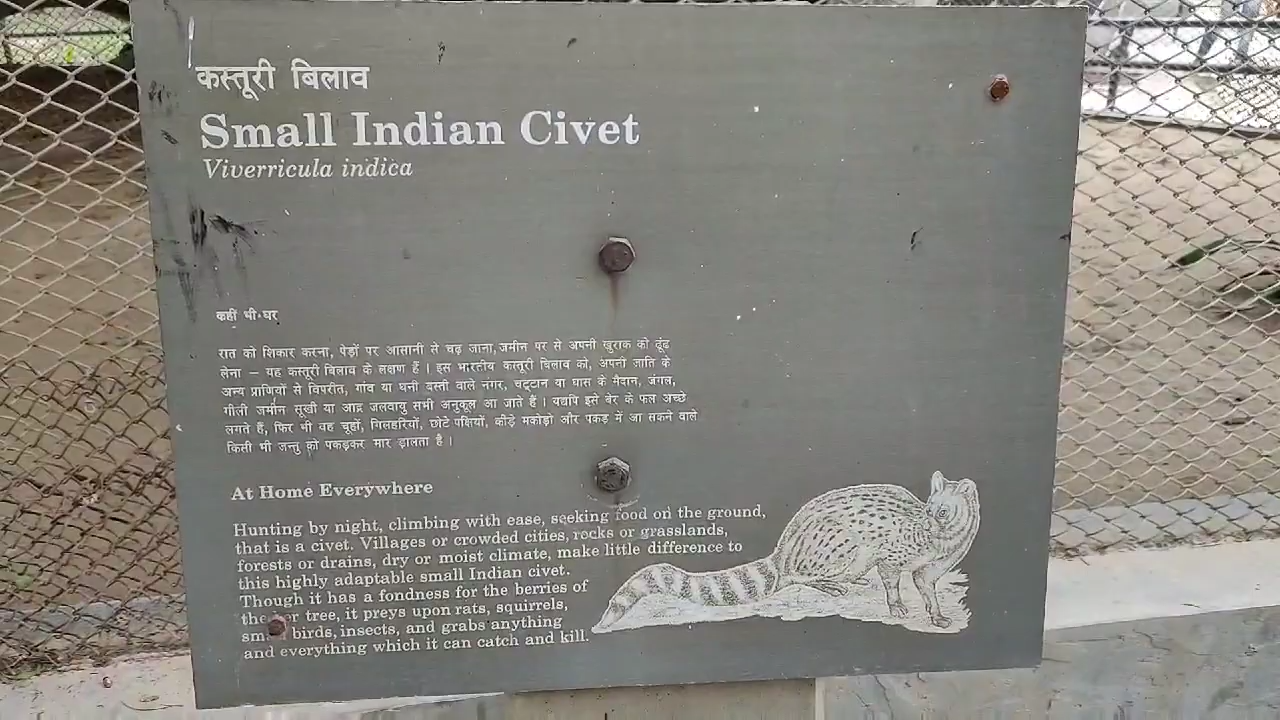 कस्तूरी बिलाव
Small Indian Civet
Viverricula indica
कहीं भी घर
रात को शिकार करना, पेड़ों पर आसानी से चढ़ जाना, जमीन पर से अपनी खुराक को ढूंढ
लेना – यह कस्तूरी बिलाव के लक्षण हैं । इस भारतीय कस्तूरी बिलाव को, अपनी जाति के
अन्य प्राणियों से विपरीत, गांव या घनी बस्ती वाले नगर, चट्टान या घास के मैदान, जंगल,
गीली जमीन सूखी या आद्र जलवायु सभी अनुकूल आ जाते हैं । यद्यपि इसे बेर के फल अच्छे
लगते हैं, फिर भी वह चूहों, गिलहरियों, छोटे पक्षियों, कीड़े मकोड़ो और पकड़ में आ सकने वाले
किसी भी जन्तु को पकड़कर मार डालता है ।
At Home Everywhere
Hunting by night, climbing with ease, seeking food on the ground,
that is a civet. Villages or crowded cities, rocks or grasslands,
forests or drains, dry or moist climate, make little difference to
this highly adaptable small Indian civet.
Though it has a fondness for the berries of
the tree, it preys upon rats, squirrels,
birds, insects, and grabs anything
and everything which it can catch and kill.